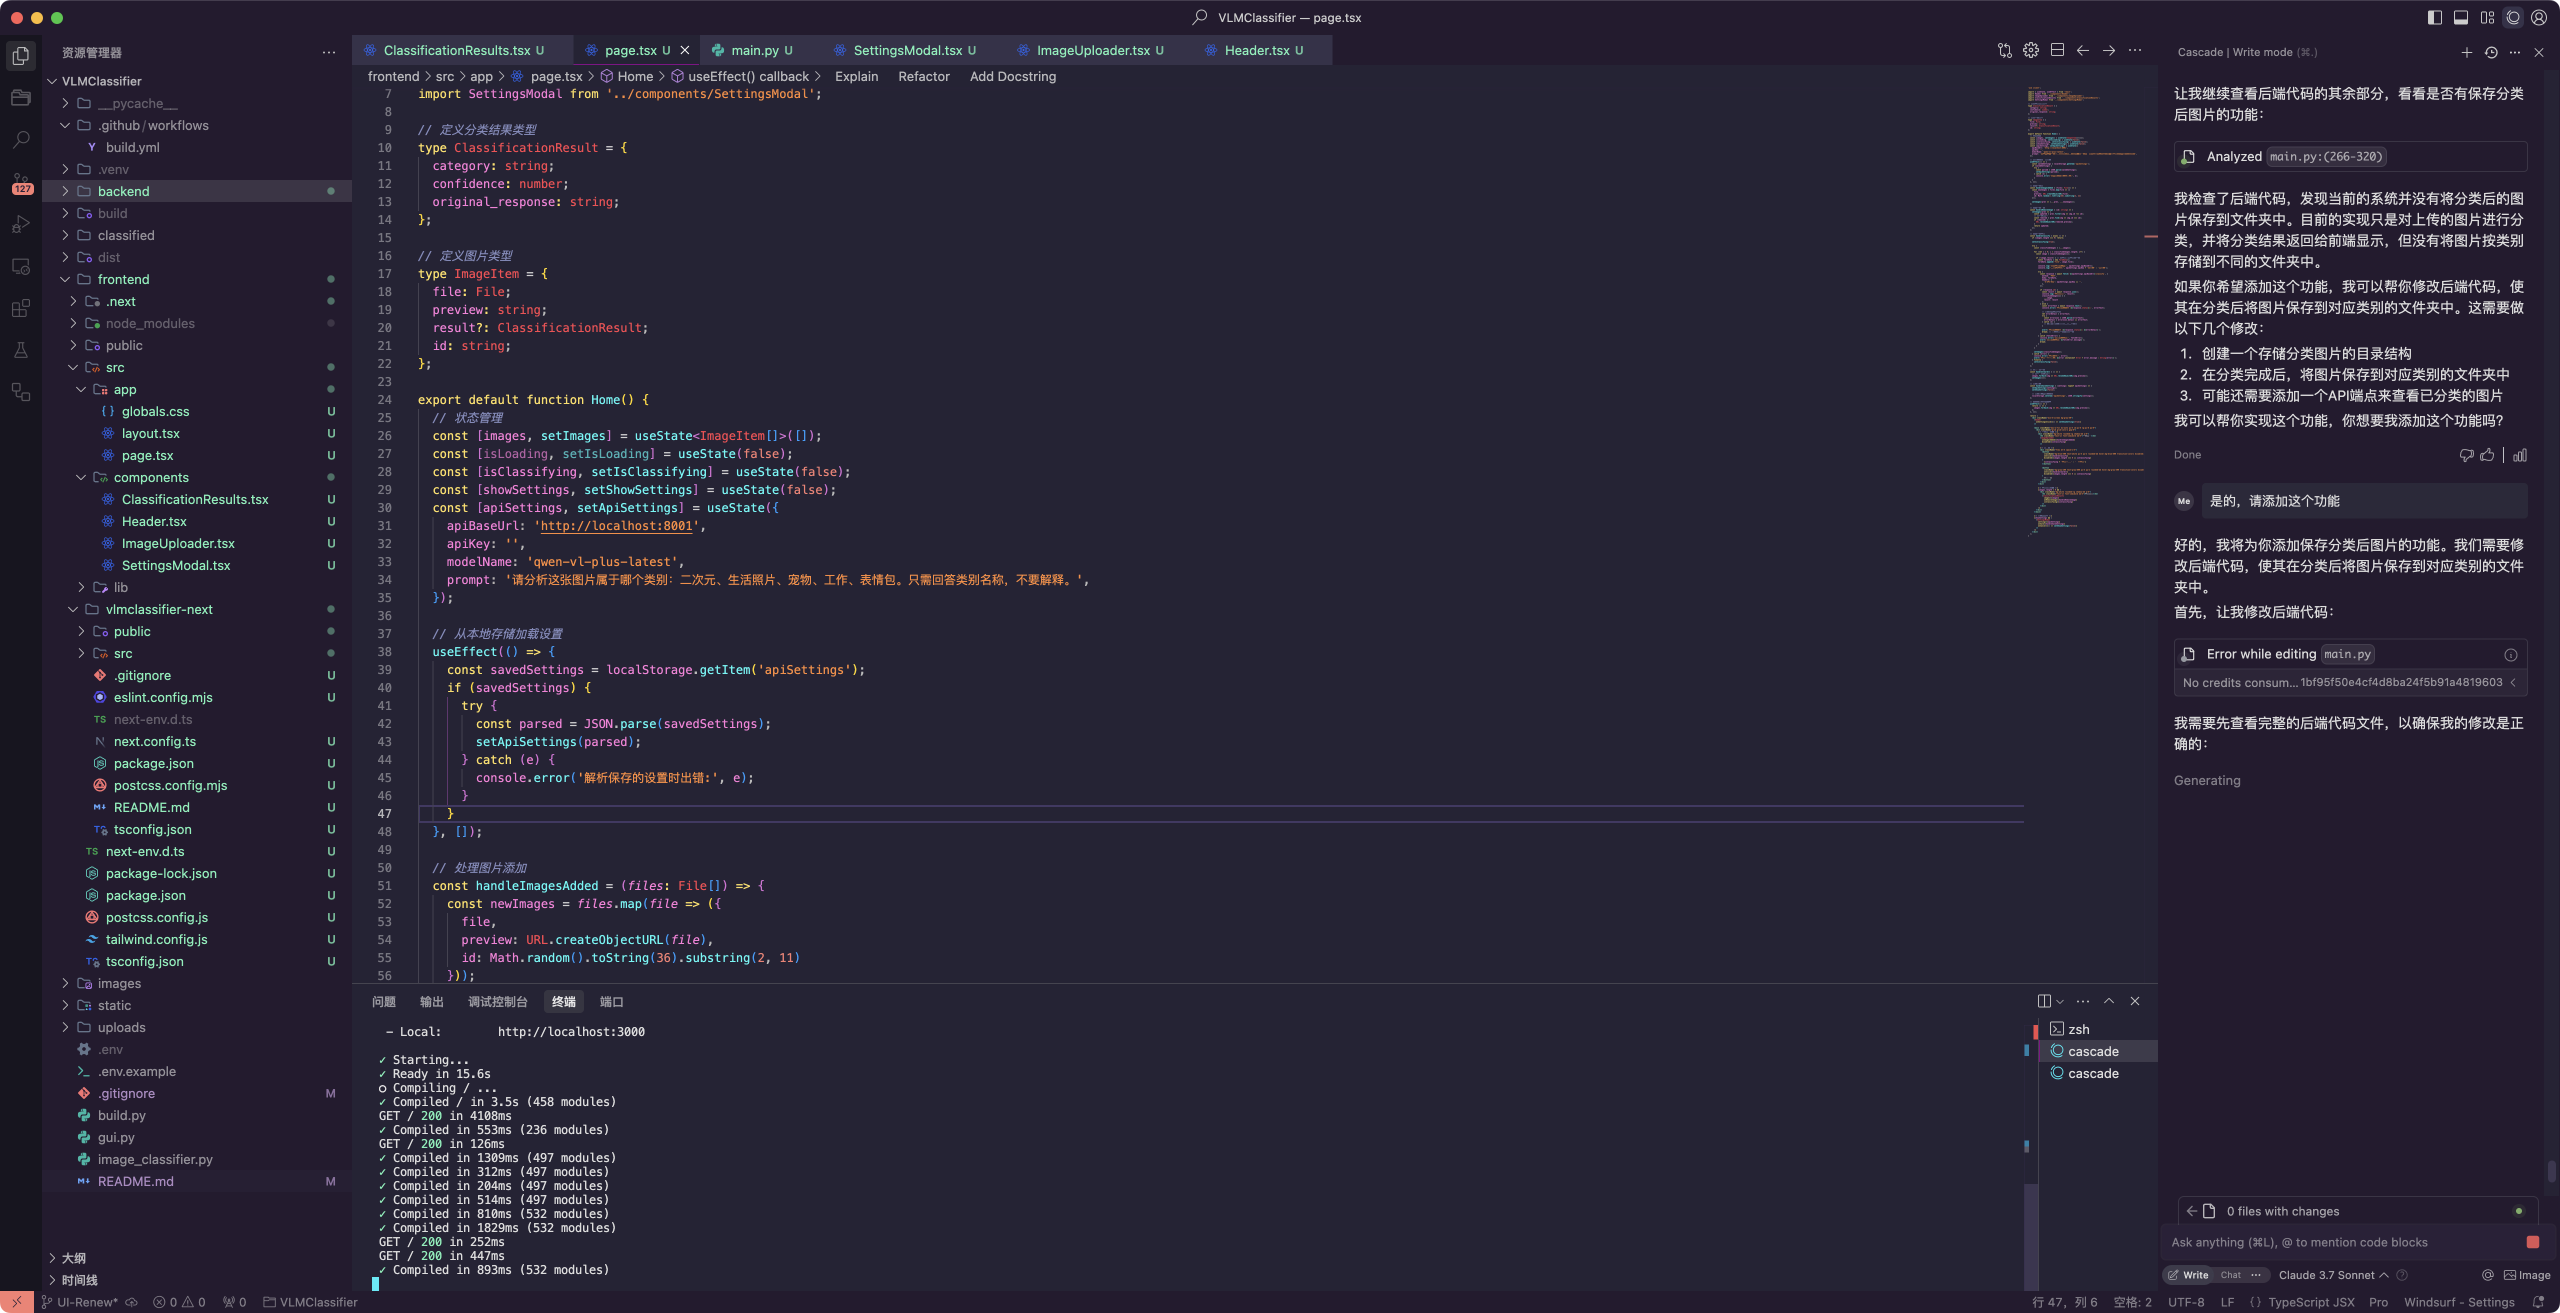 VLMClassifier — page.tsx
资源管理器
VLMClassifier
__pycache__
.github/workflows
build.yml
.venv
backend
build
classified
dist
frontend
.next
node_modules
public
src
app
globals.css U
layout.tsx U
page.tsx U
components
ClassificationResults.tsx U
Header.tsx U
ImageUploader.tsx U
SettingsModal.tsx U
lib
vlmclassifier-next
public
src
.gitignore U
eslint.config.mjs U
next-env.d.ts
next.config.ts U
package.json U
postcss.config.mjs U
README.md U
tsconfig.json U
next-env.d.ts U
package-lock.json U
package.json U
postcss.config.js U
tailwind.config.js U
tsconfig.json U
images
static
uploads
.env
.env.example
.gitignore M
build.py
gui.py
image_classifier.py
README.md M
大纲
时间线
127
ClassificationResults.tsx U
page.tsx U
main.py U
SettingsModal.tsx U
ImageUploader.tsx U
Header.tsx U
frontend > src > app > page.tsx > Home > useEffect() callback > Explain Refactor Add Docstring
7 import SettingsModal from '../components/SettingsModal';
8
9 // 定义分类结果类型
10 type ClassificationResult = {
11 category: string;
12 confidence: number;
13 original_response: string;
14 };
15
16 // 定义图片类型
17 type ImageItem = {
18 file: File;
19 preview: string;
20 result?: ClassificationResult;
21 id: string;
22 };
23
24 export default function Home() {
25 // 状态管理
26 const [images, setImages] = useState<ImageItem[]>([]);
27 const [isLoading, setIsLoading] = useState(false);
28 const [isClassifying, setIsClassifying] = useState(false);
29 const [showSettings, setShowSettings] = useState(false);
30 const [apiSettings, setApiSettings] = useState({
31 apiBaseUrl: 'http://localhost:8001',
32 apiKey: '',
33 modelName: 'qwen-vl-plus-latest',
34 prompt: '请分析这张图片属于哪个类别：二次元、生活照片、宠物、工作、表情包。只需回答类别名称，不要解释。',
35 });
36
37 // 从本地存储加载设置
38 useEffect(() => {
39 const savedSettings = localStorage.getItem('apiSettings');
40 if (savedSettings) {
41 try {
42 const parsed = JSON.parse(savedSettings);
43 setApiSettings(parsed);
44 } catch (e) {
45 console.error('解析保存的设置时出错:', e);
46 }
47 }
48 }, []);
49
50 // 处理图片添加
51 const handleImagesAdded = (files: File[]) => {
52 const newImages = files.map(file => ({
53 file,
54 preview: URL.createObjectURL(file),
55 id: Math.random().toString(36).substring(2, 11)
56 }));
问题 输出 调试控制台 终端 端口
- Local: http://localhost:3000
✓ Starting...
✓ Ready in 15.6s
○ Compiling / ...
✓ Compiled / in 3.5s (458 modules)
GET / 200 in 4108ms
✓ Compiled in 553ms (236 modules)
GET / 200 in 126ms
✓ Compiled in 1309ms (497 modules)
✓ Compiled in 312ms (497 modules)
✓ Compiled in 204ms (497 modules)
✓ Compiled in 514ms (497 modules)
✓ Compiled in 810ms (532 modules)
✓ Compiled in 1829ms (532 modules)
GET / 200 in 252ms
GET / 200 in 447ms
✓ Compiled in 893ms (532 modules)
zsh
cascade
cascade
Cascade | Write mode (⌘.)
让我继续查看后端代码的其余部分，看看是否有保存分类
后图片的功能：
Analyzed main.py:(266-320)
我检查了后端代码，发现当前的系统并没有将分类后的图
片保存到文件夹中。目前的实现只是对上传的图片进行分
类，并将分类结果返回给前端显示，但没有将图片按类别
存储到不同的文件夹中。
如果你希望添加这个功能，我可以帮你修改后端代码，使
其在分类后将图片保存到对应类别的文件夹中。这需要做
以下几个修改：
1. 创建一个存储分类图片的目录结构
2. 在分类完成后，将图片保存到对应类别的文件夹中
3. 可能还需要添加一个API端点来查看已分类的图片
我可以帮你实现这个功能，你想要我添加这个功能吗？
Done
Me 是的，请添加这个功能
好的，我将为你添加保存分类后图片的功能。我们需要修
改后端代码，使其在分类后将图片保存到对应类别的文件
夹中。
首先，让我修改后端代码：
Error while editing main.py
No credits consum... 1bf95f50e4cf4d8ba24f5b91a4819603
我需要先查看完整的后端代码文件，以确保我的修改是正
确的：
Generating
0 files with changes
Ask anything (⌘L), @ to mention code blocks
Write Chat ... Claude 3.7 Sonnet Image
UI-Renew* 0 0 0 VLMClassifier
行 47，列 6 空格: 2 UTF-8 LF {} TypeScript JSX Pro Windsurf - Settings